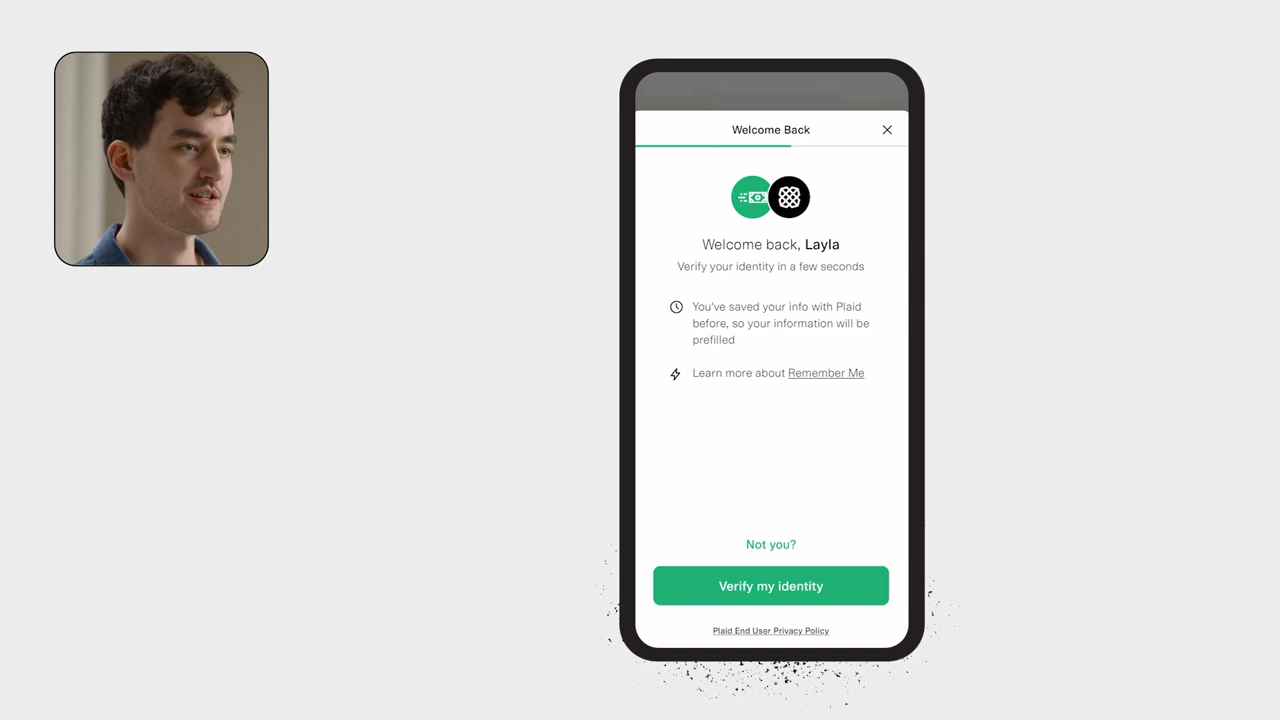 Welcome Back
Welcome back, Layla
Verify your identity in a few seconds
You've saved your info with Plaid
before, so your information will be
prefilled
Learn more about Remember Me
Not you?
Verify my identity
Plaid End User Privacy Policy